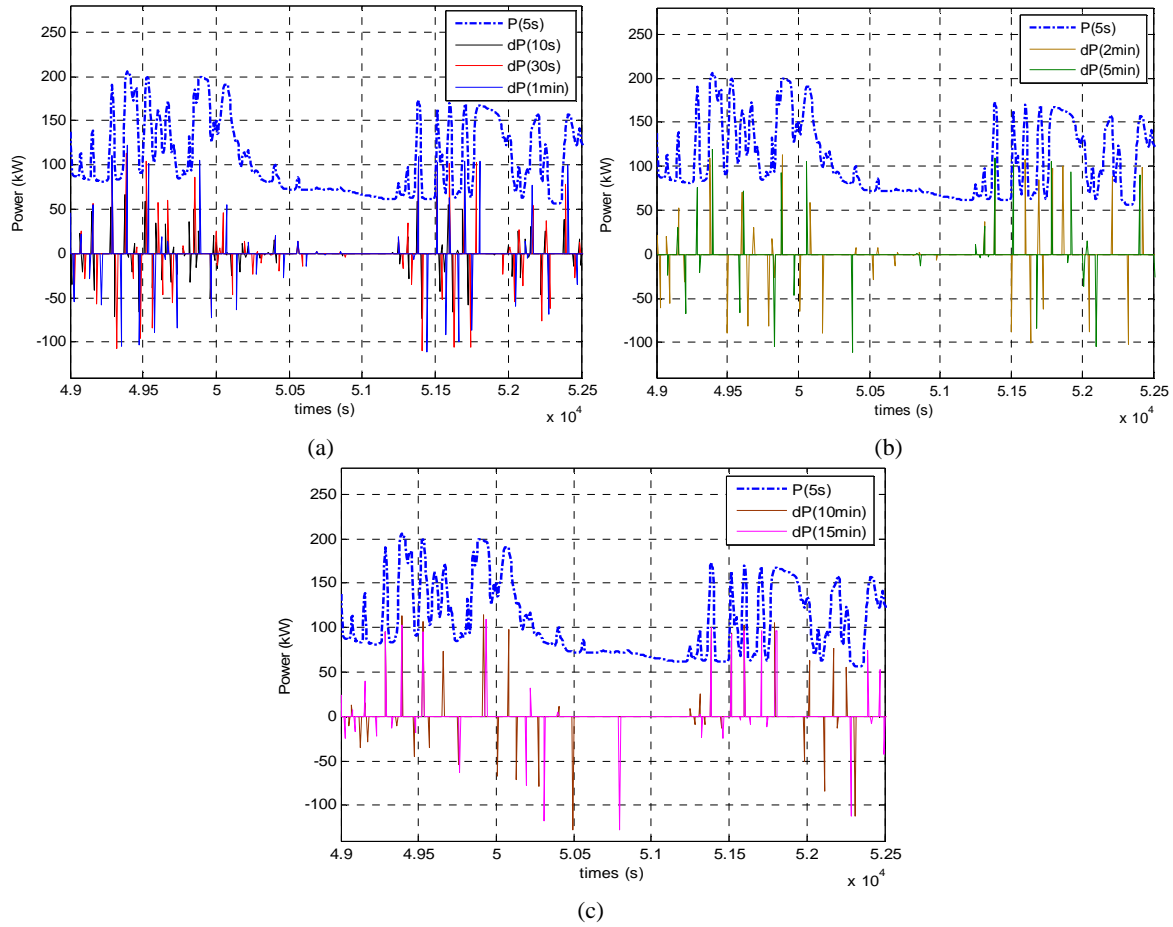 250
200
150
100
50
0
-50
-100
Power (kW)
P(5s)
dP(10s)
dP(30s)
dP(1min)
4.9 4.95 5 5.05 5.1 5.15 5.2 5.25
times (s)
x 10^4
(a)
250
200
150
100
50
0
-50
-100
Power (kW)
P(5s)
dP(2min)
dP(5min)
4.9 4.95 5 5.05 5.1 5.15 5.2 5.25
times (s)
x 10^4
(b)
250
200
150
100
50
0
-50
-100
Power (kW)
P(5s)
dP(10min)
dP(15min)
4.9 4.95 5 5.05 5.1 5.15 5.2 5.25
times (s)
x 10^4
(c)